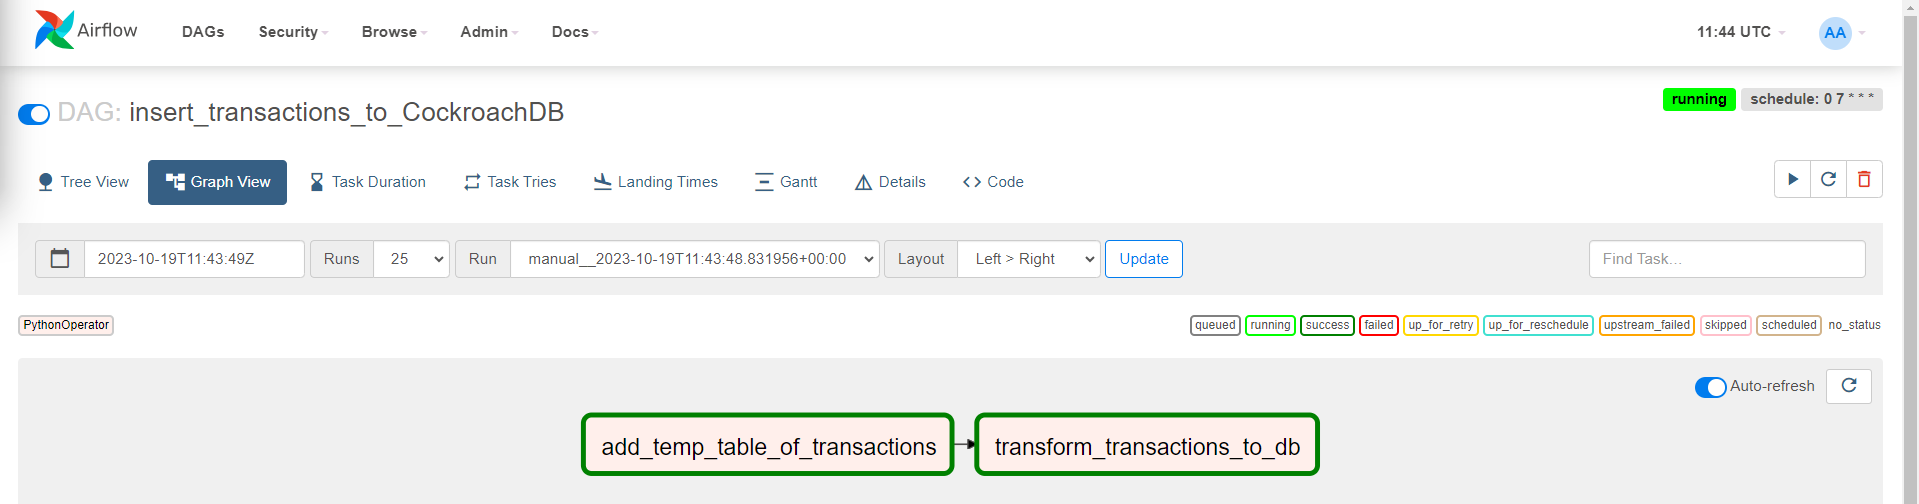 Airflow DAGs Security Browse Admin Docs 11:44 UTC AA
DAG: insert_transactions_to_CockroachDB running schedule: 0 7 * * *
Tree View Graph View Task Duration Task Tries Landing Times Gantt Details Code
2023-10-19T11:43:49Z Runs 25 Run manual__2023-10-19T11:43:48.831956+00:00 Layout Left > Right Update Find Task...
PythonOperator queued running success failed up_for_retry up_for_reschedule upstream_failed skipped scheduled no_status
Auto-refresh
add_temp_table_of_transactions transform_transactions_to_db